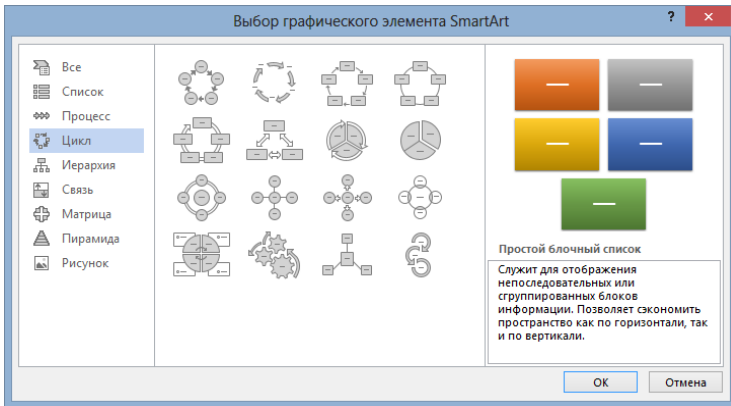 Выбор графического элемента SmartArt
Все
Список
Процесс
Цикл
Иерархия
Связь
Матрица
Пирамида
Рисунок
Простой блочный список
Служит для отображения
непоследовательных или
сгруппированных блоков
информации. Позволяет сэкономить
пространство как по горизонтали, так
и по вертикали.
ОК
Отмена